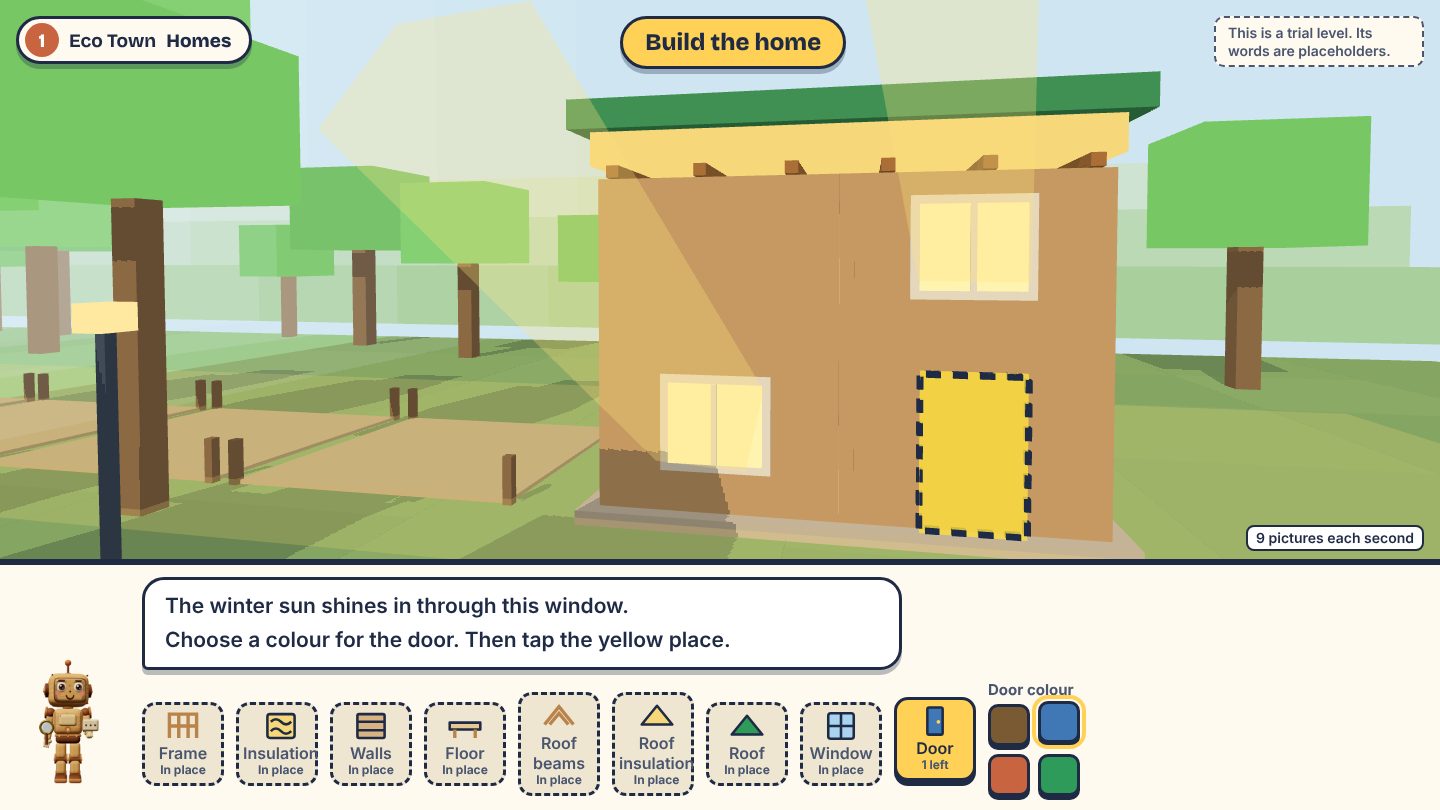 1 Eco Town Homes
Build the home
This is a trial level. Its
words are placeholders.
9 pictures each second
The winter sun shines in through this window.
Choose a colour for the door. Then tap the yellow place.
Door colour
Frame
In place
Insulation
In place
Walls
In place
Floor
In place
Roof
beams
In place
Roof
insulation
In place
Roof
In place
Window
In place
Door
1 left